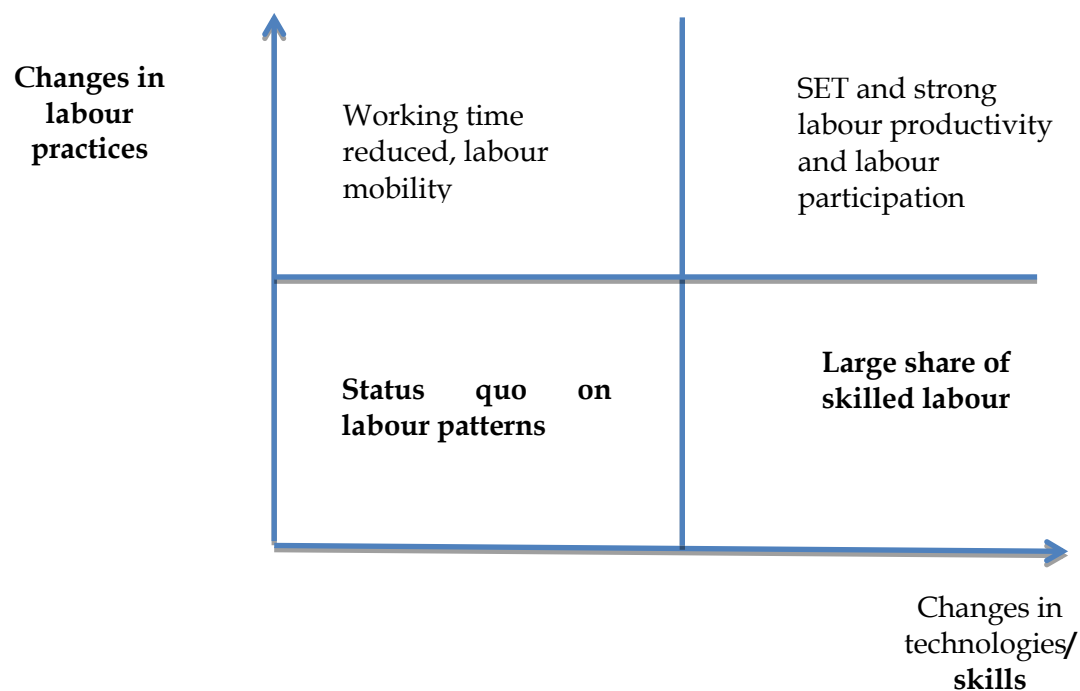 Changes in
labour
practices
Working time
reduced, labour
mobility
SET and strong
labour productivity
and labour
participation
Status quo on
labour patterns
Large share of
skilled labour
Changes in
technologies/
skills